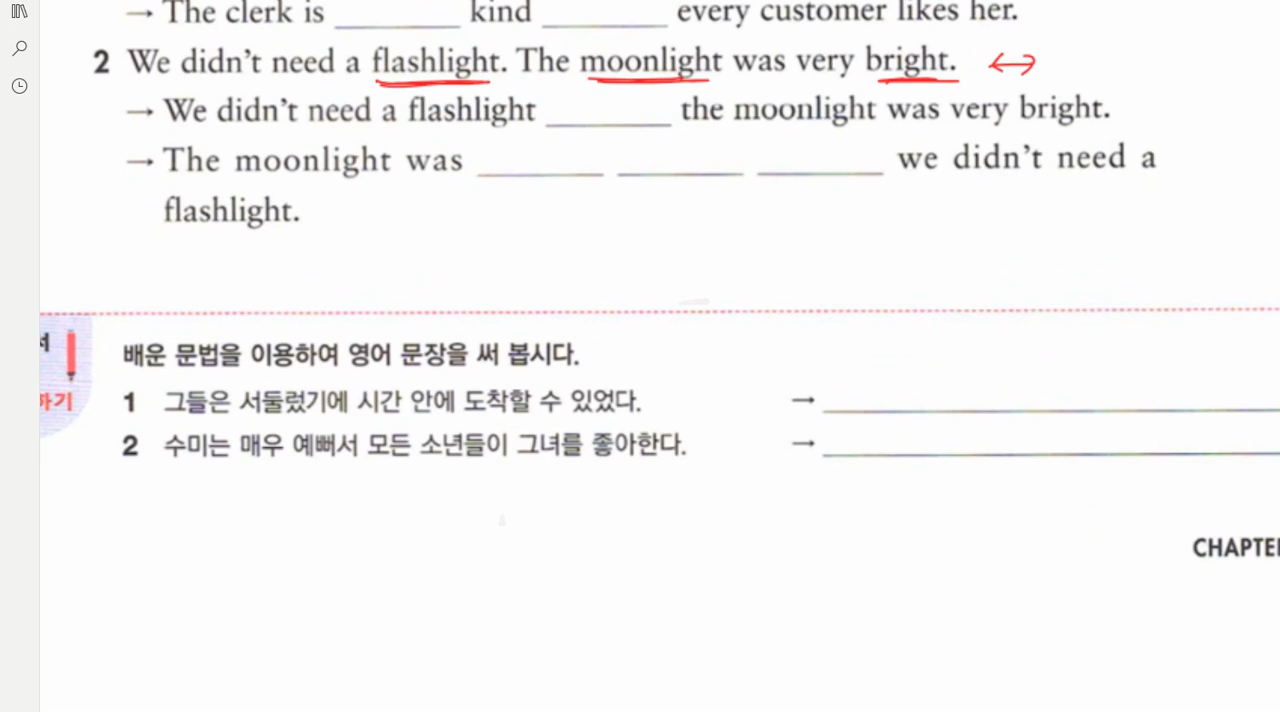 → The clerk is ________ kind ________ every customer likes her.
2 We didn't need a flashlight. The moonlight was very bright. ↔
→ We didn't need a flashlight ________ the moonlight was very bright.
→ The moonlight was ________ ________ ________ we didn't need a
flashlight.
배운 문법을 이용하여 영어 문장을 써 봅시다.
하기
1 그들은 서둘렀기에 시간 안에 도착할 수 있었다. →
2 수미는 매우 예뻐서 모든 소년들이 그녀를 좋아한다. →